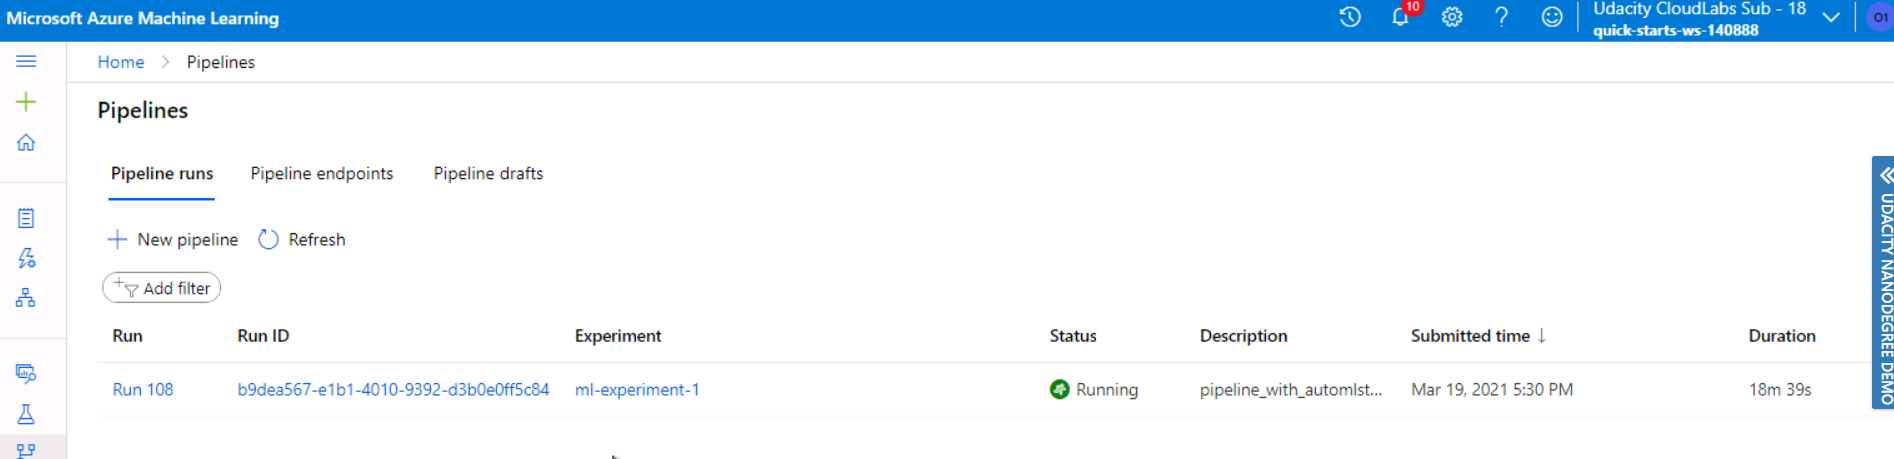 Microsoft Azure Machine Learning
10
Udacity CloudLabs Sub - 18
quick-starts-ws-140888
01
Home > Pipelines
Pipelines
Pipeline runs Pipeline endpoints Pipeline drafts
New pipeline Refresh
Add filter
Run Run ID Experiment Status Description Submitted time ↓ Duration
Run 108 b9dea567-e1b1-4010-9392-d3b0e0ff5c84 ml-experiment-1 Running pipeline_with_automlst... Mar 19, 2021 5:30 PM 18m 39s
UDACITY NANODEGREE DEMO